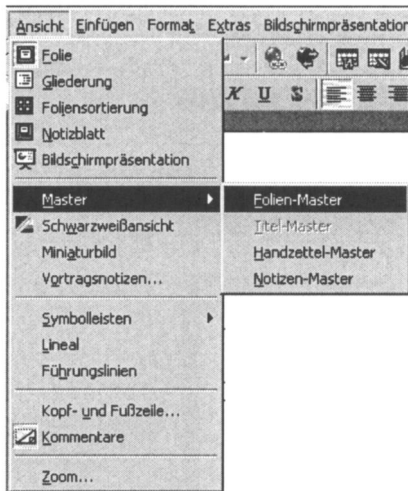 Ansicht Einfügen Format Extras Bildschirmpräsentation
Folie
Gliederung
K U S
Foliensortierung
Notizblatt
Bildschirmpräsentation
Master Folien-Master
Schwarzweißansicht Titel-Master
Miniaturbild Handzettel-Master
Vortragsnotizen... Notizen-Master
Symbolleisten
Lineal
Führungslinien
Kopf- und Fußzeile...
Kommentare
Zoom...